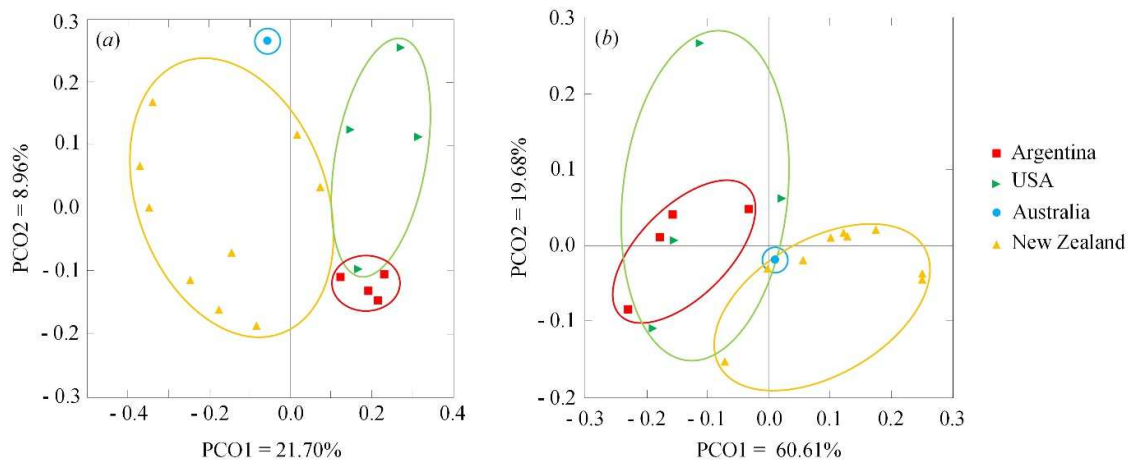 (a)
0.3
0.2
0.1
0.0
- 0.1
- 0.2
- 0.3
PCO2 = 8.96%
- 0.4
- 0.2
0.0
0.2
0.4
PCO1 = 21.70%
(b)
0.3
0.2
0.1
0.0
- 0.1
- 0.2
PCO2 = 19.68%
- 0.3
- 0.2
- 0.1
0.0
0.1
0.2
0.3
PCO1 = 60.61%
Argentina
USA
Australia
New Zealand